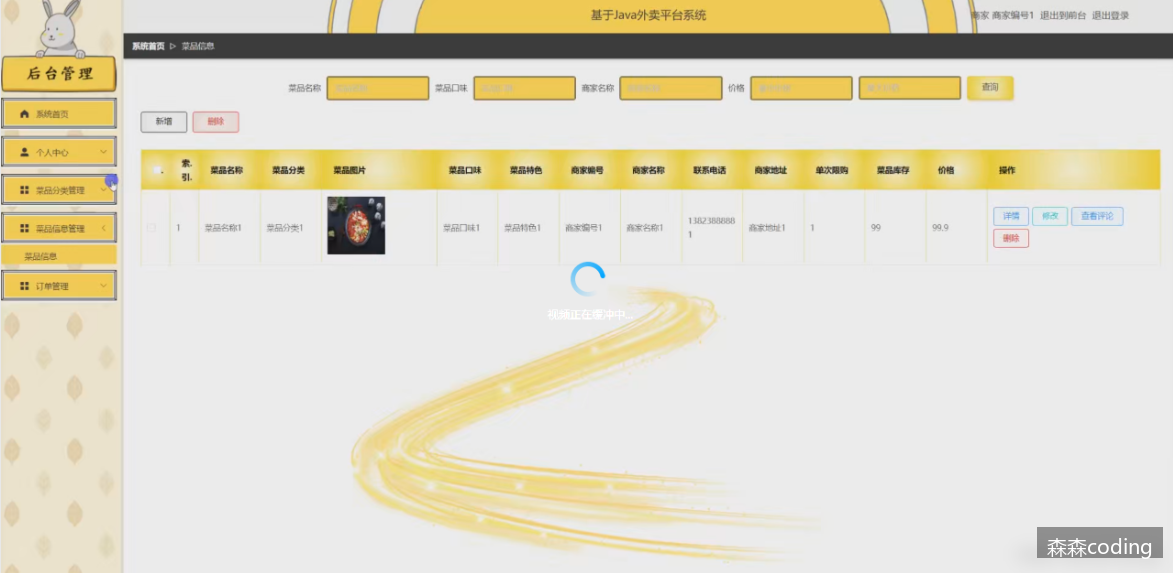 基于Java外卖平台系统
商家 商家编号1 退出到前台 退出登录
后台管理
系统首页 ▷ 菜品信息
菜品名称 菜品口味 商家名称 价格 查询
系统首页
新增 删除
个人中心
菜品分类管理
菜品信息管理
菜品信息
订单管理
索引 菜品名称 菜品分类 菜品图片 菜品口味 菜品特色 商家编号 商家名称 联系电话 商家地址 单次限购 菜品库存 价格 操作
1 菜品名称1 菜品分类1 菜品口味1 菜品特色1 商家编号1 商家名称1 13823888881 商家地址1 1 99 99.9 详情 修改 查看评论
删除
视频正在缓冲中...
森森coding